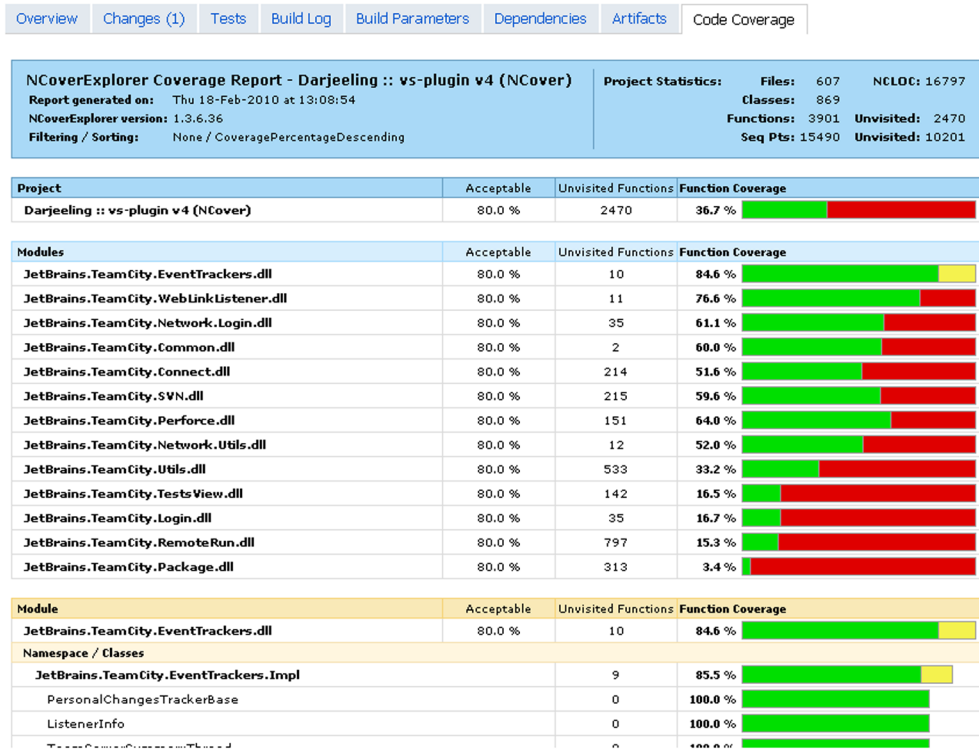 Overview Changes (1) Tests Build Log Build Parameters Dependencies Artifacts Code Coverage
NCoverExplorer Coverage Report - Darjeeling :: vs-plugin v4 (NCover) Project Statistics: Files: 607 NCLOC: 16797
Report generated on: Thu 18-Feb-2010 at 13:08:54 Classes: 869
NCoverExplorer version: 1.3.6.36 Functions: 3901 Unvisited: 2470
Filtering / Sorting: None / CoveragePercentageDescending Seq Pts: 15490 Unvisited: 10201
Project Acceptable Unvisited Functions Function Coverage
Darjeeling :: vs-plugin v4 (NCover) 80.0 % 2470 36.7 %
Modules Acceptable Unvisited Functions Function Coverage
JetBrains.TeamCity.EventTrackers.dll 80.0 % 10 84.6 %
JetBrains.TeamCity.WebLinkListener.dll 80.0 % 11 76.6 %
JetBrains.TeamCity.Network.Login.dll 80.0 % 35 61.1 %
JetBrains.TeamCity.Common.dll 80.0 % 2 60.0 %
JetBrains.TeamCity.Connect.dll 80.0 % 214 51.6 %
JetBrains.TeamCity.SVN.dll 80.0 % 215 59.6 %
JetBrains.TeamCity.Perforce.dll 80.0 % 151 64.0 %
JetBrains.TeamCity.Network.Utils.dll 80.0 % 12 52.0 %
JetBrains.TeamCity.Utils.dll 80.0 % 533 33.2 %
JetBrains.TeamCity.TestsView.dll 80.0 % 142 16.5 %
JetBrains.TeamCity.Login.dll 80.0 % 35 16.7 %
JetBrains.TeamCity.RemoteRun.dll 80.0 % 797 15.3 %
JetBrains.TeamCity.Package.dll 80.0 % 313 3.4 %
Module Acceptable Unvisited Functions Function Coverage
JetBrains.TeamCity.EventTrackers.dll 80.0 % 10 84.6 %
Namespace / Classes
JetBrains.TeamCity.EventTrackers.Impl 9 85.5 %
PersonalChangesTrackerBase 0 100.0 %
ListenerInfo 0 100.0 %